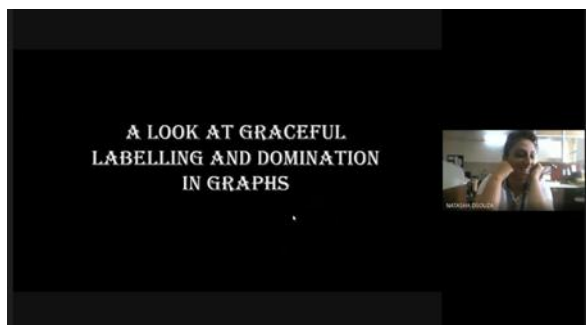 A LOOK AT GRACEFUL
LABELLING AND DOMINATION
IN GRAPHS
NATASHA DSOUZA